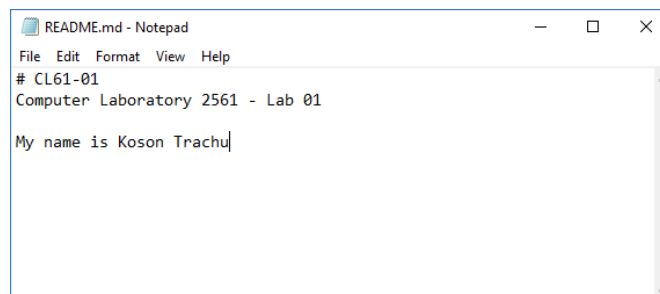 README.md - Notepad
File Edit Format View Help
# CL61-01
Computer Laboratory 2561 - Lab 01
My name is Koson Trachu